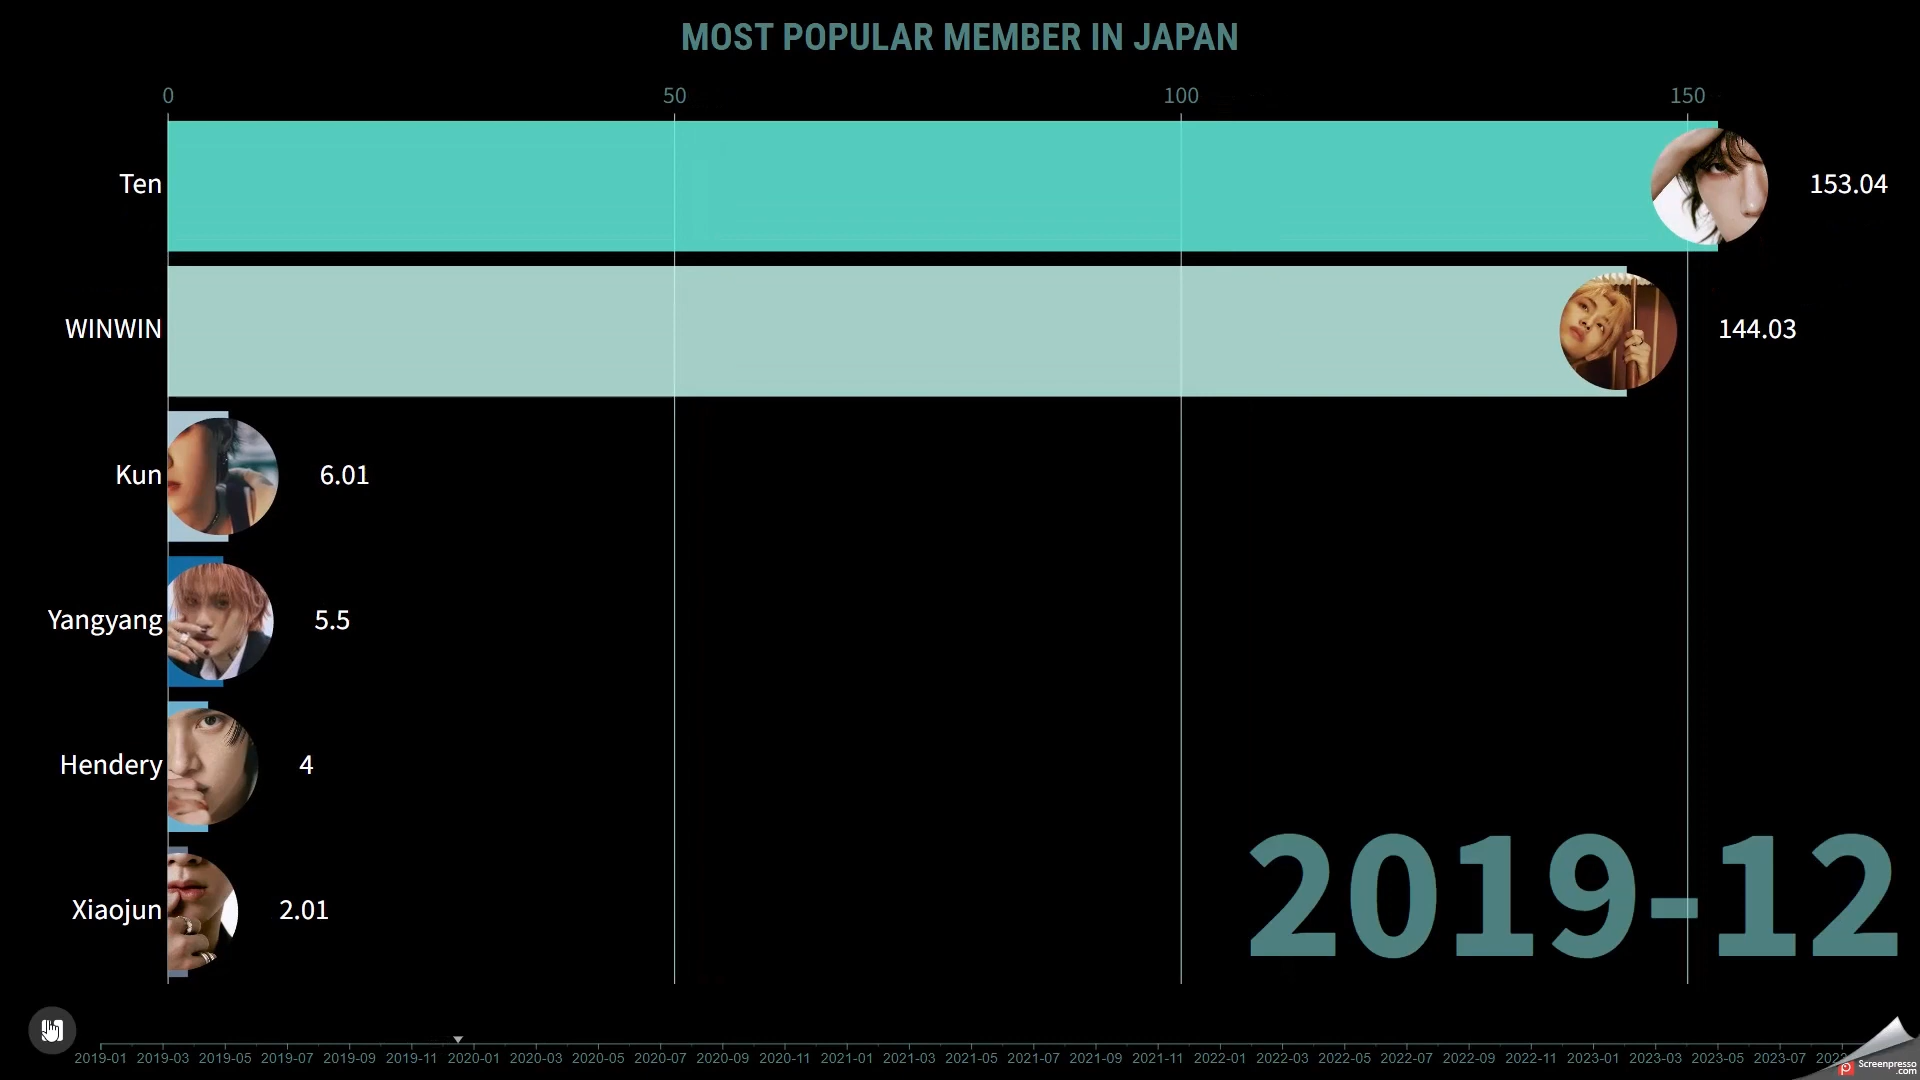 MOST POPULAR MEMBER IN JAPAN
0 50 100 150
Ten 153.04
WINWIN 144.03
Kun 6.01
Yangyang 5.5
Hendery 4
Xiaojun 2.01
2019-12
2019-01 2019-03 2019-05 2019-07 2019-09 2019-11 2020-01 2020-03 2020-05 2020-07 2020-09 2020-11 2021-01 2021-03 2021-05 2021-07 2021-09 2021-11 2022-01 2022-03 2022-05 2022-07 2022-09 2022-11 2023-01 2023-03 2023-05 2023-07
Screenpresso
.com